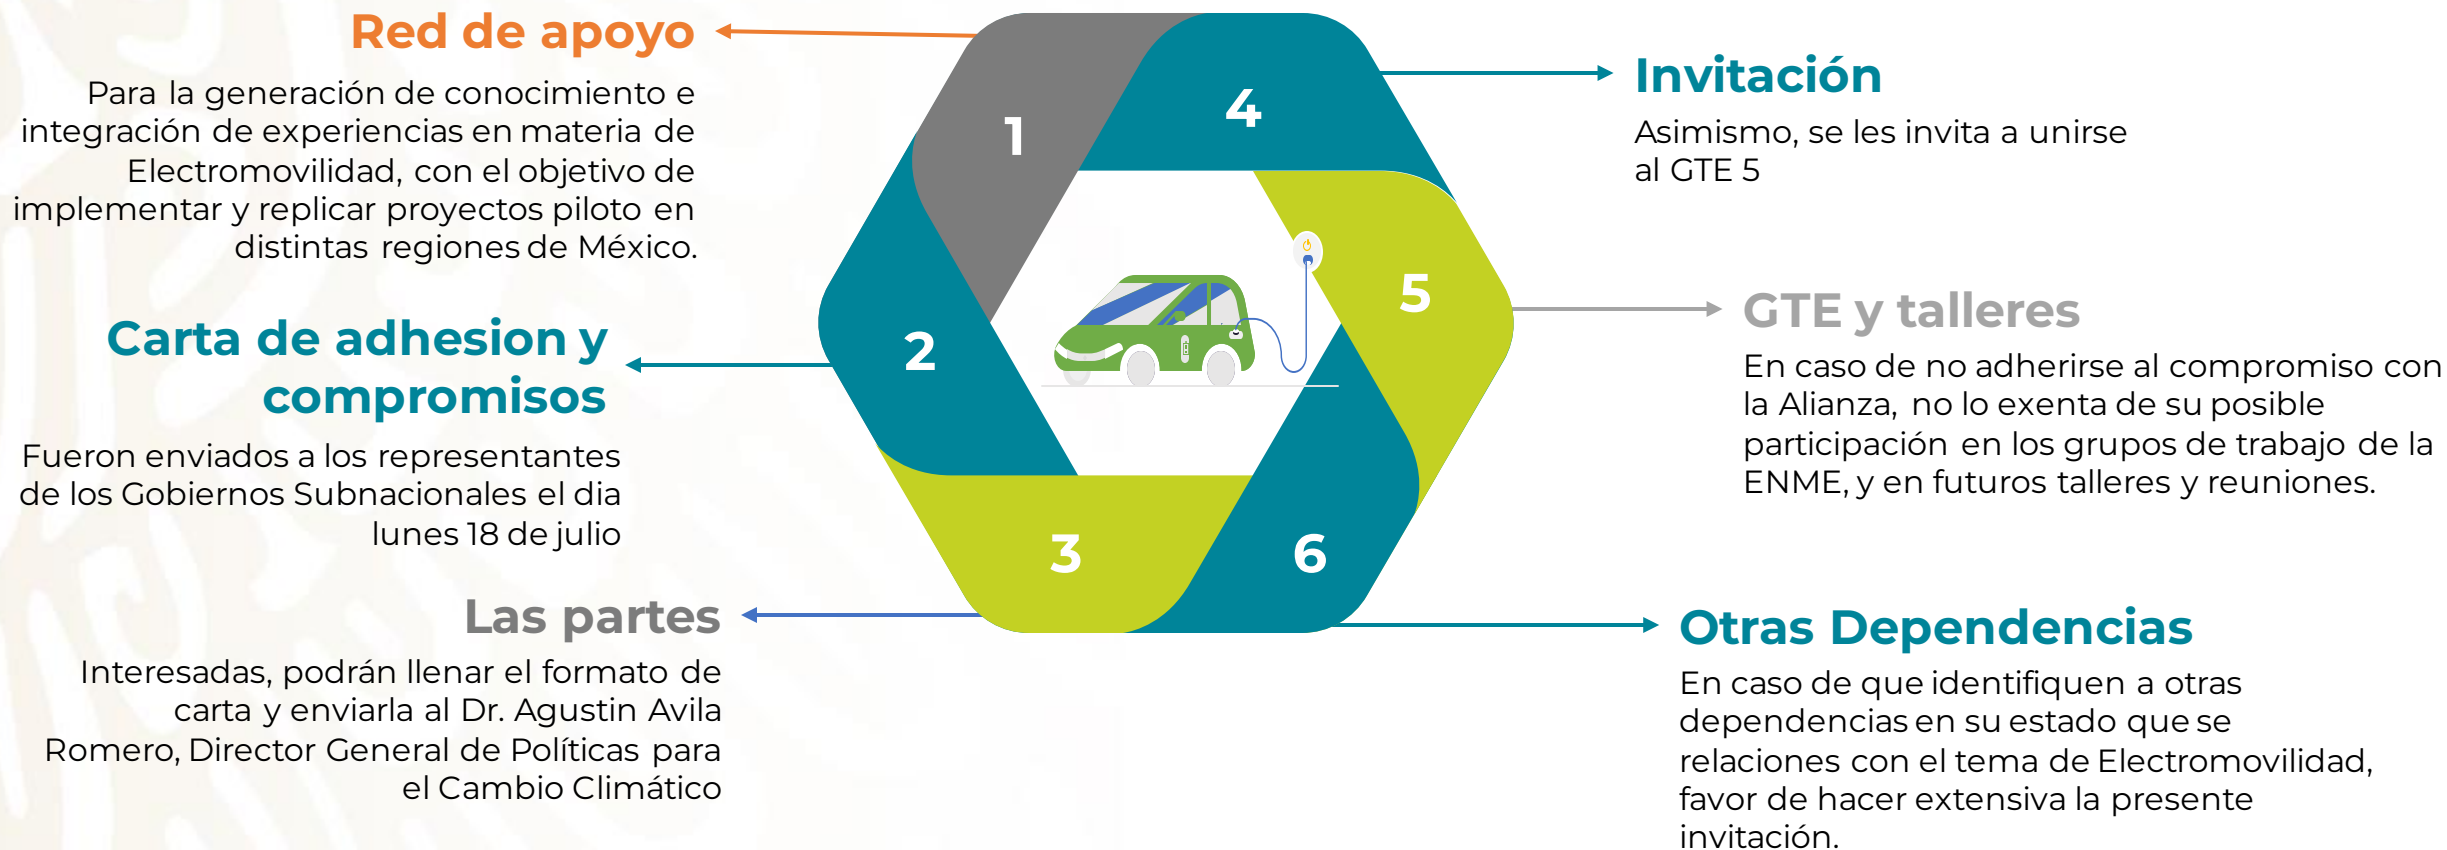 1
Red de apoyo
Para la generación de conocimiento e
integración de experiencias en materia de
Electromovilidad, con el objetivo de
implementar y replicar proyectos piloto en
distintas regiones de México.
2
Carta de adhesion y
compromisos
Fueron enviados a los representantes
de los Gobiernos Subnacionales el dia
lunes 18 de julio
3
Las partes
Interesadas, podrán llenar el formato de
carta y enviarla al Dr. Agustin Avila
Romero, Director General de Políticas para
el Cambio Climático
4
Invitación
Asimismo, se les invita a unirse
al GTE 5
5
GTE y talleres
En caso de no adherirse al compromiso con
la Alianza, no lo exenta de su posible
participación en los grupos de trabajo de la
ENME, y en futuros talleres y reuniones.
6
Otras Dependencias
En caso de que identifiquen a otras
dependencias en su estado que se
relaciones con el tema de Electromovilidad,
favor de hacer extensiva la presente
invitación.